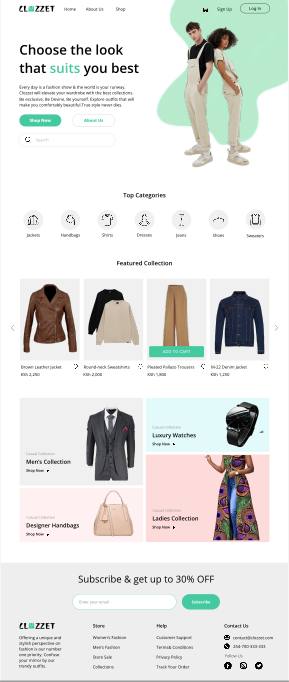 CLOZZET
Home About Us Shop Sign Up Log In
Choose the look
that suits you best
Every day is a fashion show & the world is your runway.
Clozzet will elevate your wardrobe with the best collections.
Be exclusive, Be Devine, Be yourself. Explore outfits that will
make you comfortably beautiful.True style never dies.
Shop Now About Us
Search
Top Categories
Jackets Handbags Shirts Dresses Jeans Shoes Sweaters
Featured Collection
ADD TO CART
Brown Leather Jacket Round-neck Sweatshirts Pleated Palazo Trousers W-22 Denim Jacket
KSh 2,250 KSh 2,000 KSh 1,800 KSh 1,250
Casual Collection
Men's Collection
Shop Now
Casual Collection
Luxury Watches
Shop Now
Casual Collection
Designer Handbags
Shop Now
Casual Collection
Ladies Collection
Shop Now
Subscribe & get up to 30% OFF
Enter your email Subscribe
CLOZZET Store Help Contact Us
Offering a unique and
stylish perspective on
fashion is our number
one priority. Confuse
your mirror by our
trendy outfits.
Women's Fashion
Men's Fashion
Store Sale
Collections
Customer Support
Terms& Conditions
Privacy Policy
Track Your Order
contact@clozzet.com
254-700-333-333
Follow Us